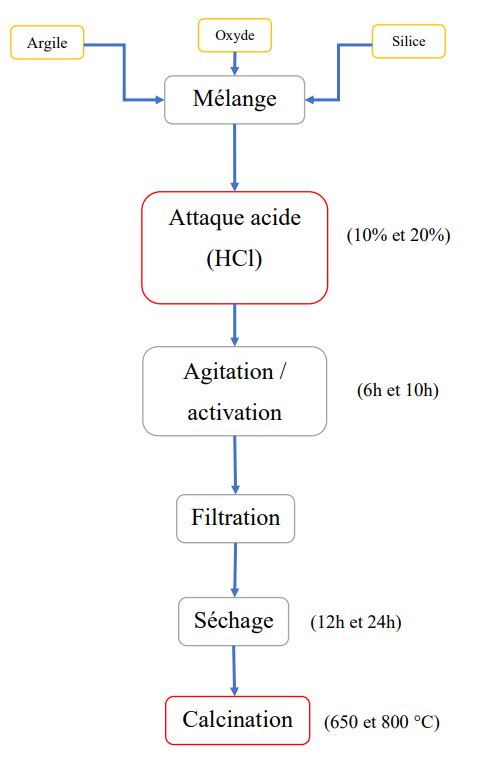 Argile
Oxyde
Silice
Mélange
Attaque acide
(HCl)
(10% et 20%)
Agitation /
activation
(6h et 10h)
Filtration
Séchage
(12h et 24h)
Calcination
(650 et 800 °C)